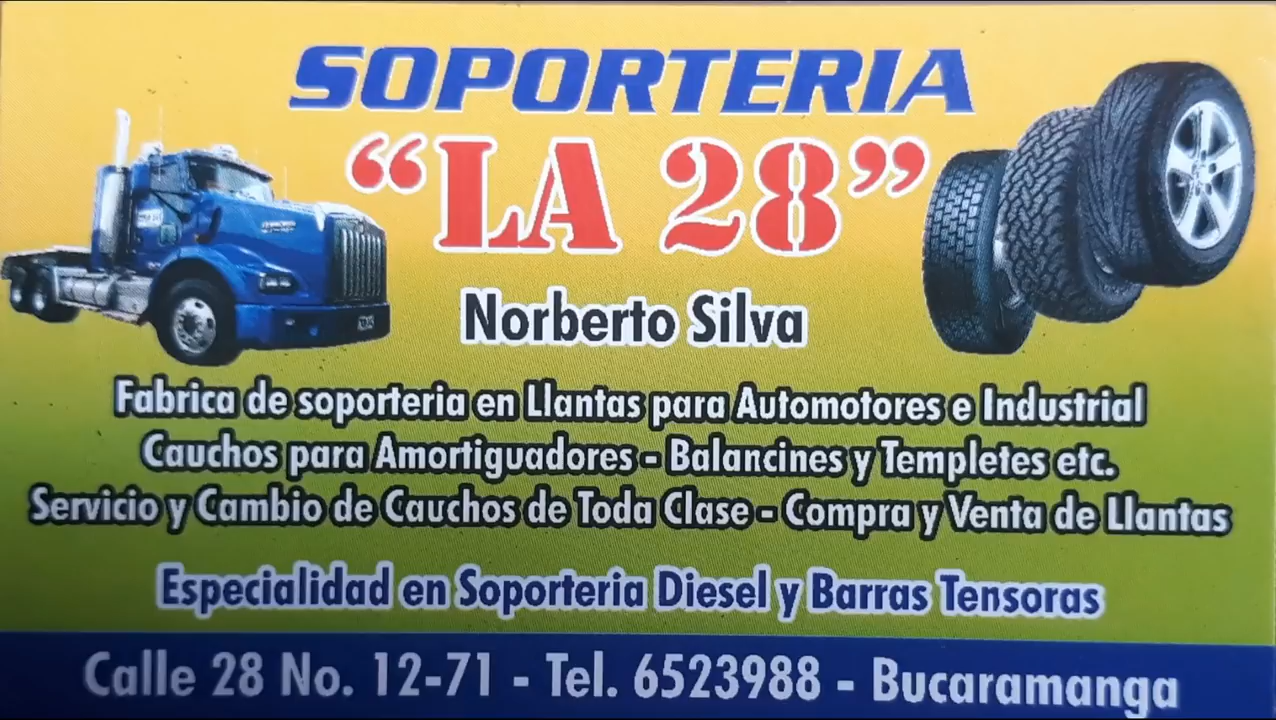 SOPORTERIA
“LA 28”
Norberto Silva
Fabrica de soporteria en Llantas para Automotores e Industrial
Cauchos para Amortiguadores - Balancines y Templetes etc.
Servicio y Cambio de Cauchos de Toda Clase - Compra y Venta de Llantas
Especialidad en Soporteria Diesel y Barras Tensoras
Calle 28 No. 12-71 - Tel. 6523988 - Bucaramanga